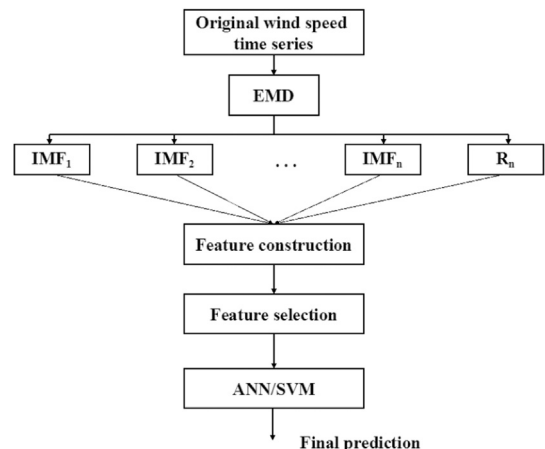 Original wind speed
time series
EMD
IMF₁ IMF₂ ... IMFₙ Rₙ
Feature construction
Feature selection
ANN/SVM
Final prediction